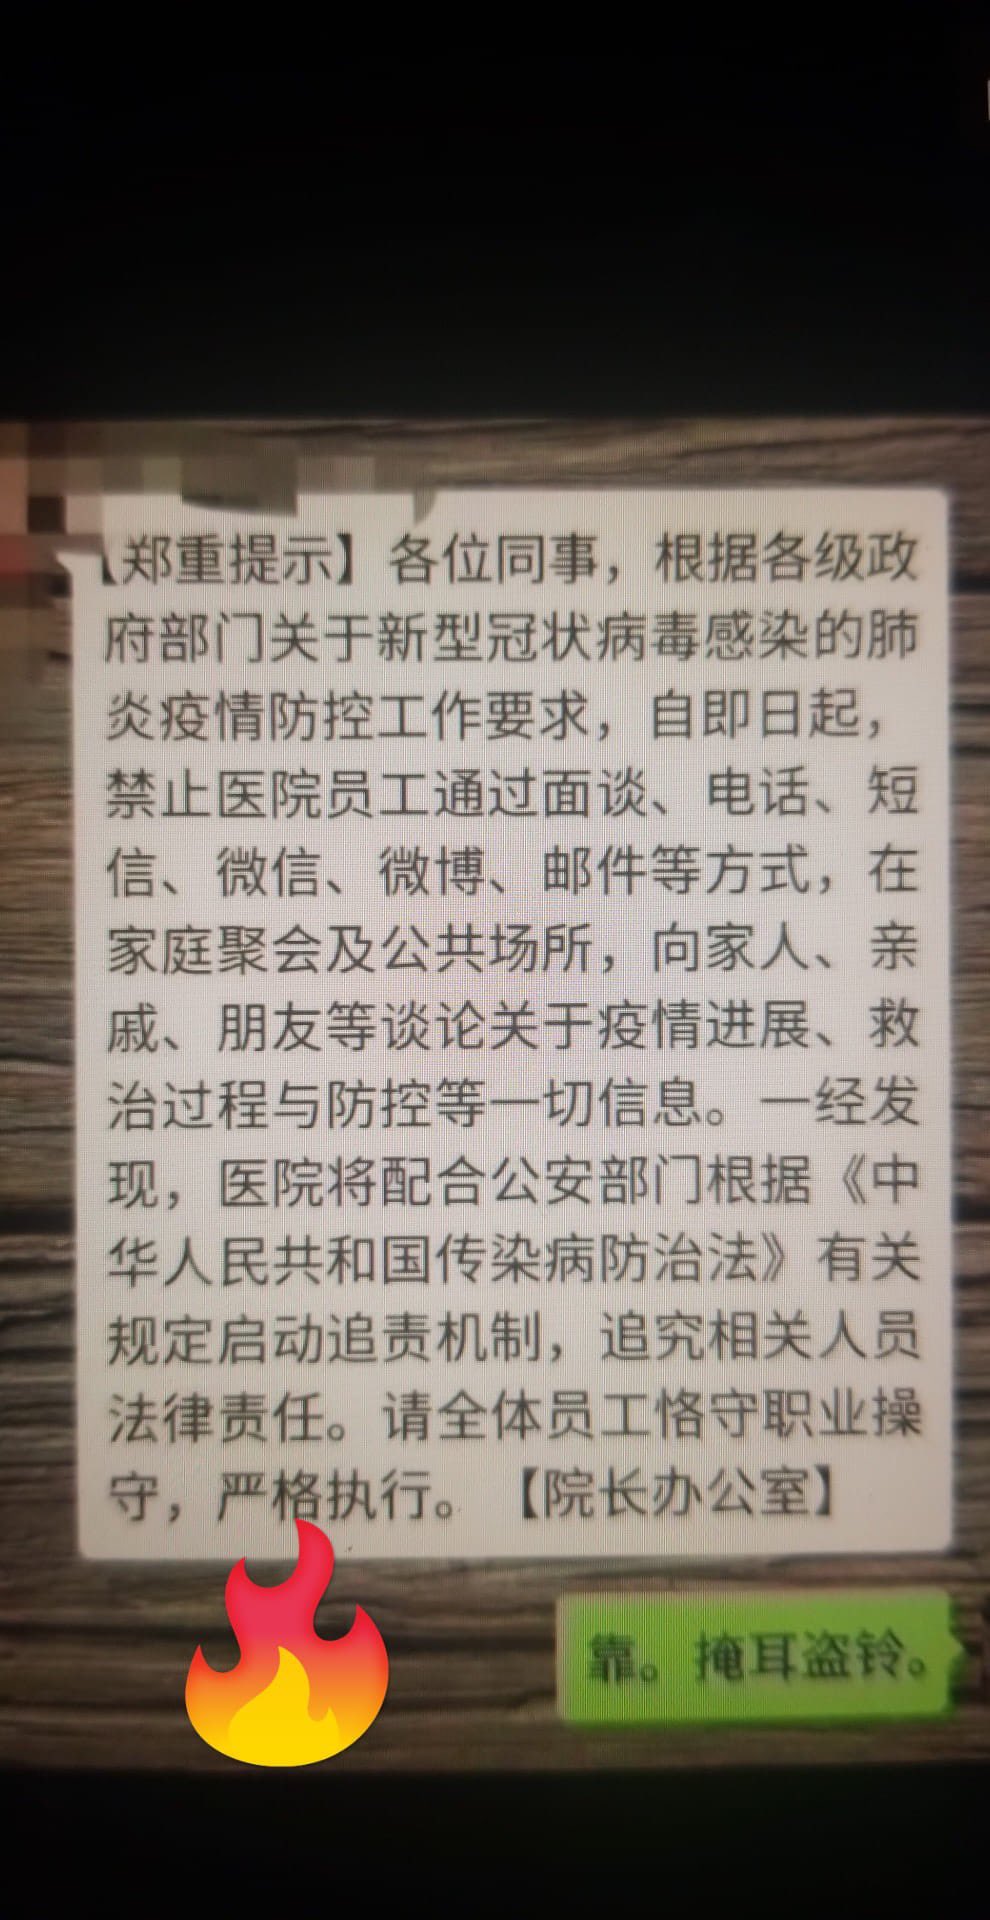 【郑重提示】各位同事，根据各级政
府部门关于新型冠状病毒感染的肺
炎疫情防控工作要求，自即日起，
禁止医院员工通过面谈、电话、短
信、微信、微博、邮件等方式，在
家庭聚会及公共场所，向家人、亲
戚、朋友等谈论关于疫情进展、救
治过程与防控等一切信息。一经发
现，医院将配合公安部门根据《中
华人民共和国传染病防治法》有关
规定启动追责机制，追究相关人员
法律责任。请全体员工恪守职业操
守，严格执行。【院长办公室】
靠。掩耳盗铃。